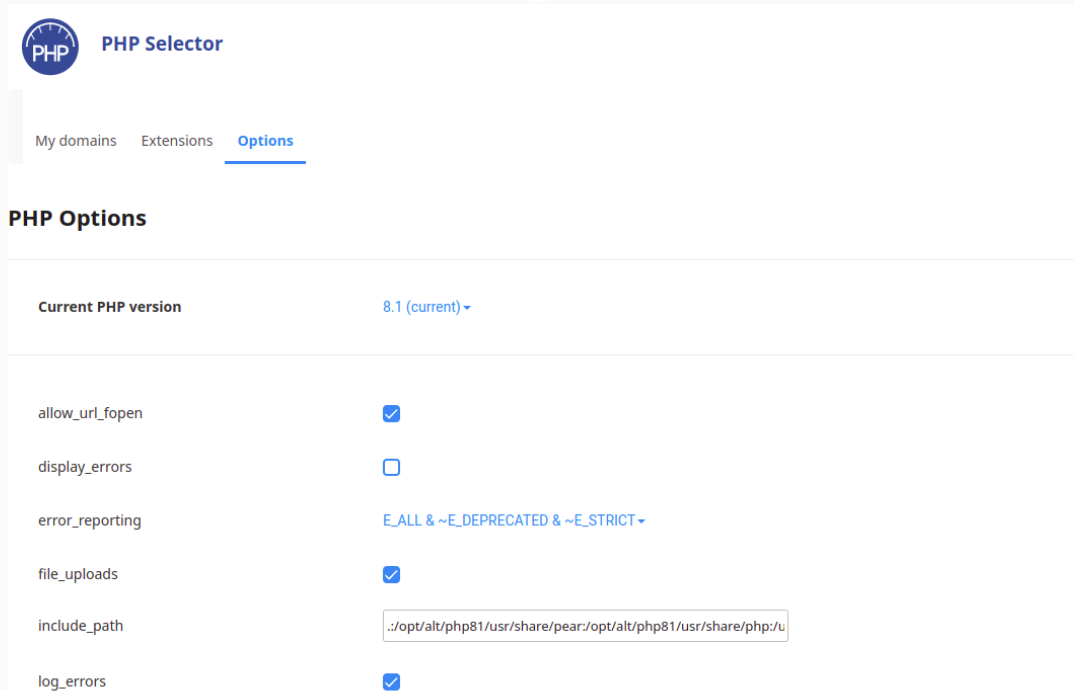 PHP
PHP Selector
My domains Extensions Options
PHP Options
Current PHP version 8.1 (current)
allow_url_fopen
display_errors
error_reporting E_ALL & ~E_DEPRECATED & ~E_STRICT
file_uploads
include_path .:/opt/alt/php81/usr/share/pear:/opt/alt/php81/usr/share/php:/u
log_errors